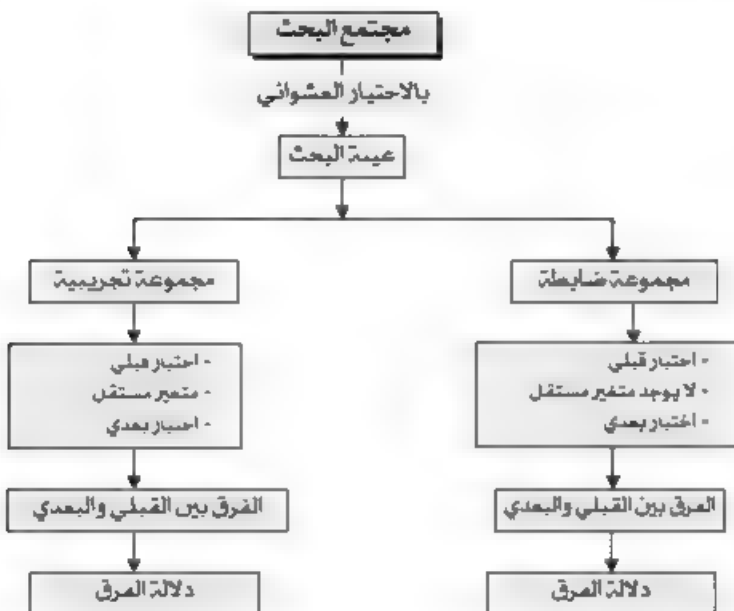 مجتمع البحث
بالاختيار العشوائي
عينة البحث
مجموعة ضابطة
مجموعة تجريبية
- اختبار قبلي
- لا يوجد متغير مستقل
- اختبار بعدي
- اختبار قبلي
- متغير مستقل
- اختبار بعدي
الفرق بين القبلي والبعدي
الفرق بين القبلي والبعدي
دلالة الفرق
دلالة الفرق